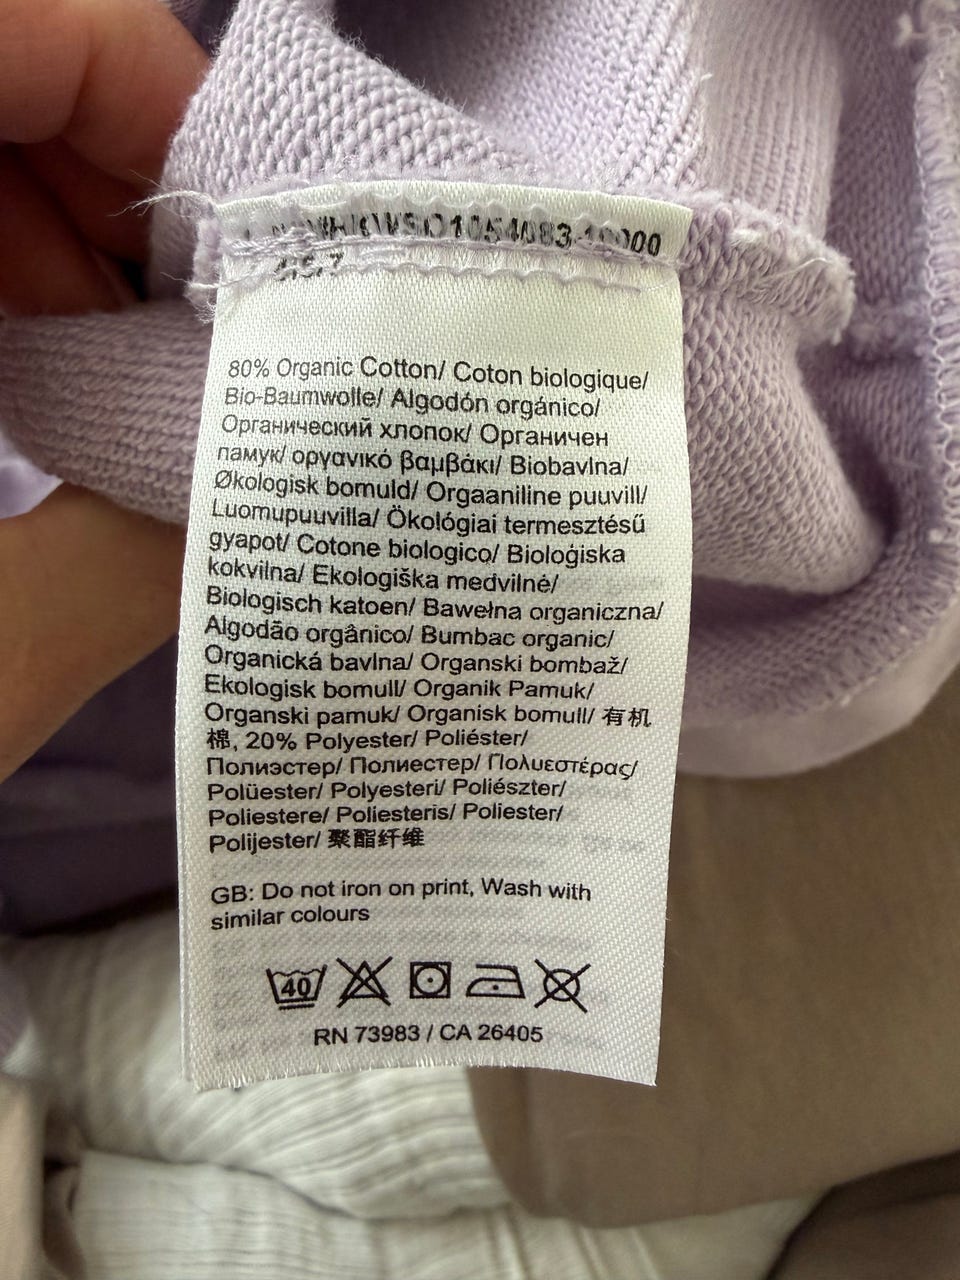 80% Organic Cotton/ Coton biologique/
Bio-Baumwolle/ Algodón orgánico/
Органический хлопок/ Органичен
памук/ οργανικό βαμβάκι/ Biobavlna/
Økologisk bomuld/ Orgaaniline puuvill/
Luomupuuvilla/ Ökológiai termesztésű
gyapot/ Cotone biologico/ Bioloģiska
kokvilna/ Ekologiška medvilnė/
Biologisch katoen/ Bawełna organiczna/
Algodão orgânico/ Bumbac organic/
Organická bavlna/ Organski bombaž/
Ekologisk bomull/ Organik Pamuk/
Organski pamuk/ Organisk bomull/ 有机
棉, 20% Polyester/ Poliéster/
Полиэстер/ Полиестер/ Πολυεστέρας/
Polüester/ Polyesteri/ Poliészter/
Poliestere/ Poliesteris/ Poliester/
Polijester/ 聚酯纤维
GB: Do not iron on print, Wash with
similar colours
40
RN 73983 / CA 26405